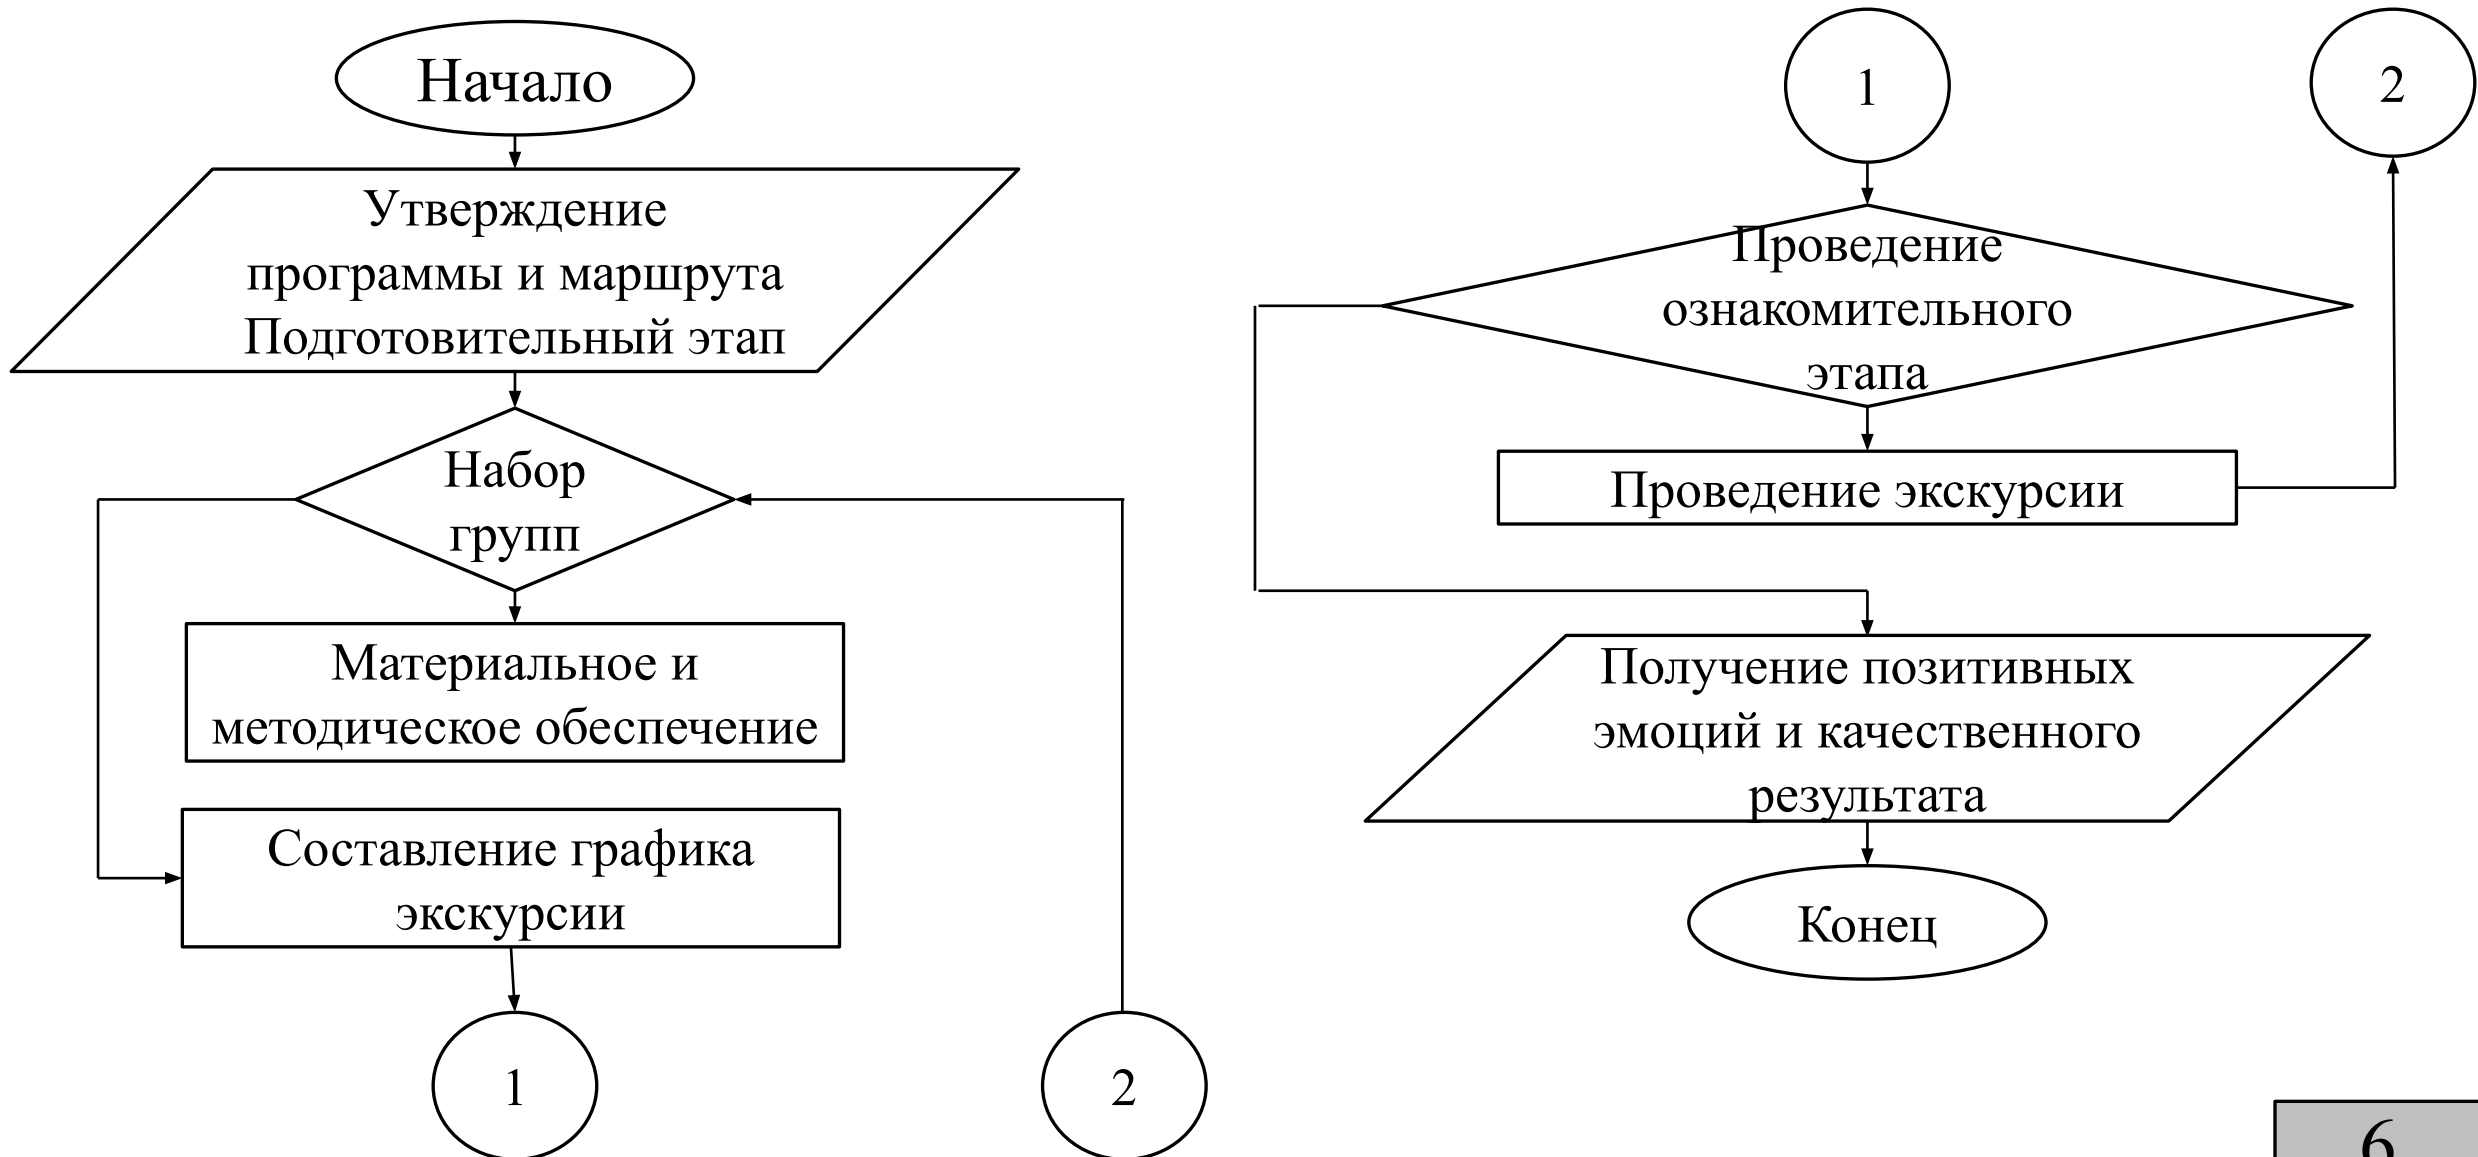 Начало
Утверждение
программы и маршрута
Подготовительный этап
Набор
групп
Материальное и
методическое обеспечение
Составление графика
экскурсии
1
2
1
2
Проведение
ознакомительного
этапа
Проведение экскурсии
Получение позитивных
эмоций и качественного
результата
Конец
6